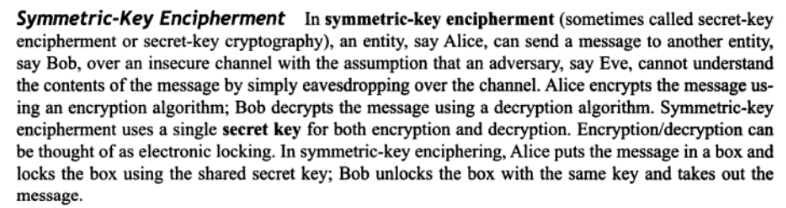 Symmetric-Key Encipherment In symmetric-key encipherment (sometimes called secret-key
encipherment or secret-key cryptography), an entity, say Alice, can send a message to another entity,
say Bob, over an insecure channel with the assumption that an adversary, say Eve, cannot understand
the contents of the message by simply eavesdropping over the channel. Alice encrypts the message us-
ing an encryption algorithm; Bob decrypts the message using a decryption algorithm. Symmetric-key
encipherment uses a single secret key for both encryption and decryption. Encryption/decryption can
be thought of as electronic locking. In symmetric-key enciphering, Alice puts the message in a box and
locks the box using the shared secret key; Bob unlocks the box with the same key and takes out the
message.